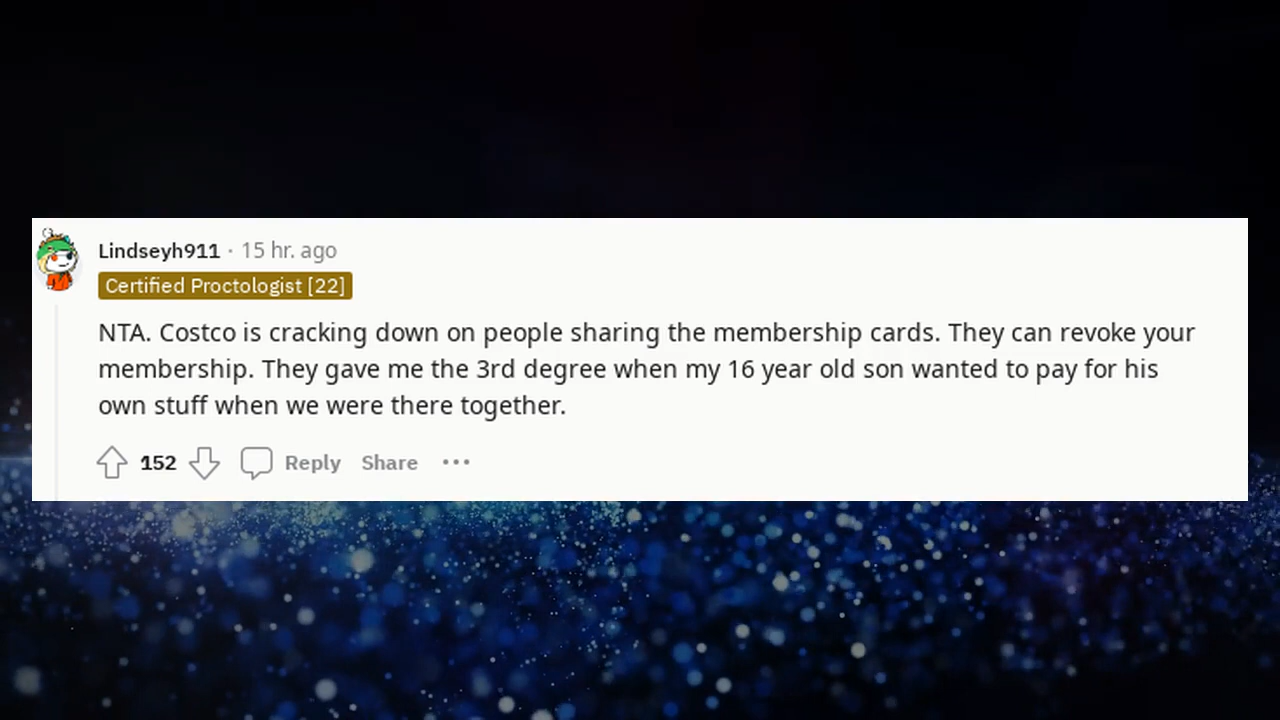 Lindseyh911 · 15 hr. ago
Certified Proctologist [22]
NTA. Costco is cracking down on people sharing the membership cards. They can revoke your
membership. They gave me the 3rd degree when my 16 year old son wanted to pay for his
own stuff when we were there together.
152 Reply Share ···